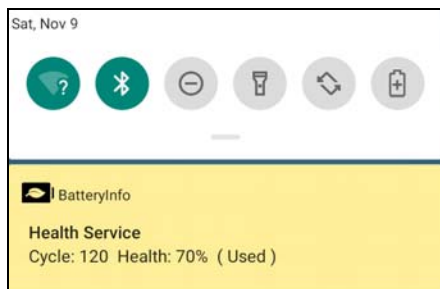 Sat, Nov 9
?
BatteryInfo
Health Service
Cycle: 120 Health: 70% ( Used )